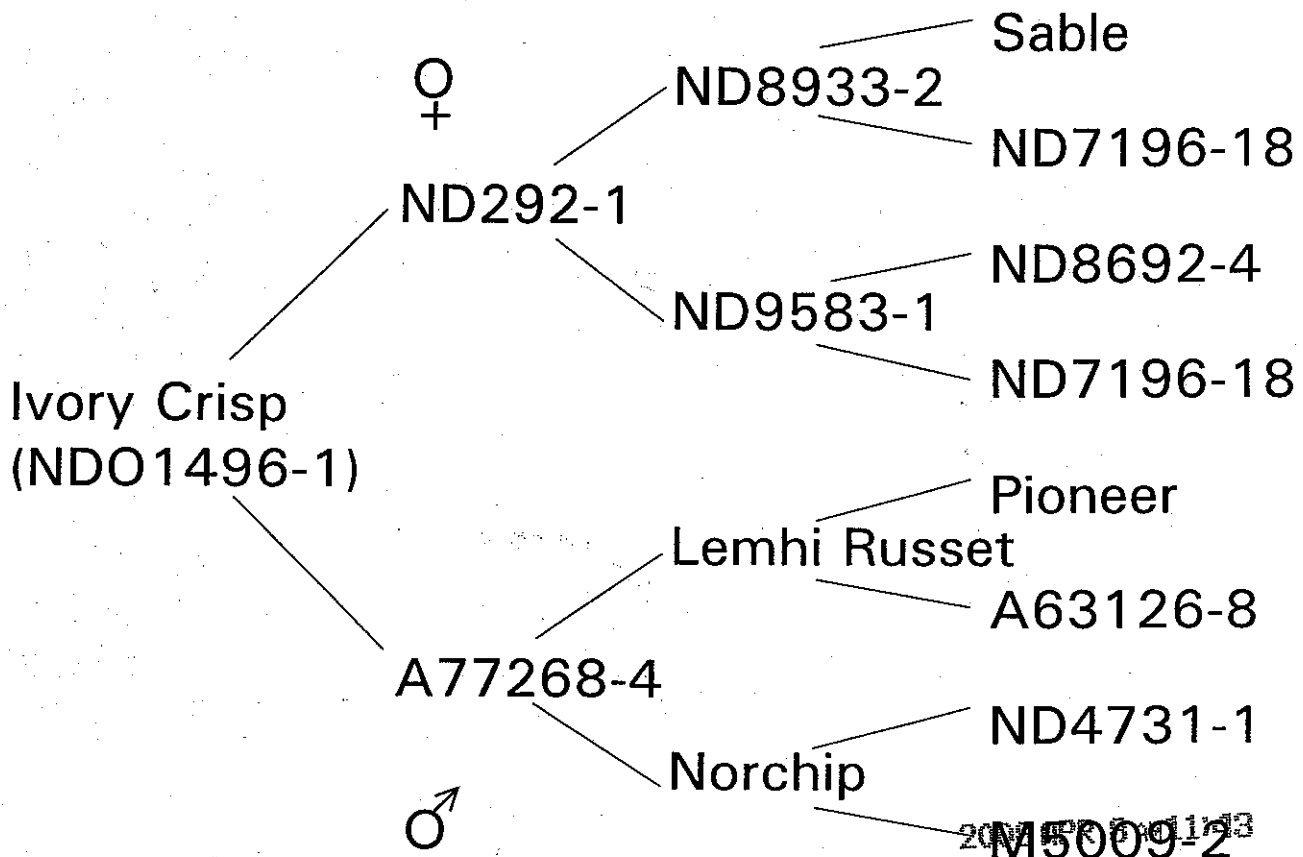 Sable
♀
ND8933-2
ND7196-18
ND292-1
ND8692-4
ND9583-1
ND7196-18
Ivory Crisp
(NDO1496-1)
Pioneer
Lemhi Russet
A63126-8
A77268-4
ND4731-1
Norchip
♂
M5009-2